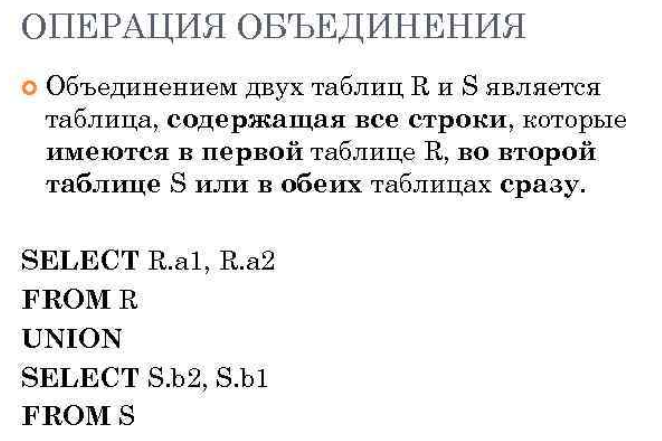 ОПЕРАЦИЯ ОБЪЕДИНЕНИЯ
Объединением двух таблиц R и S является
таблица, содержащая все строки, которые
имеются в первой таблице R, во второй
таблице S или в обеих таблицах сразу.
SELECT R.a1, R.a2
FROM R
UNION
SELECT S.b2, S.b1
FROM S